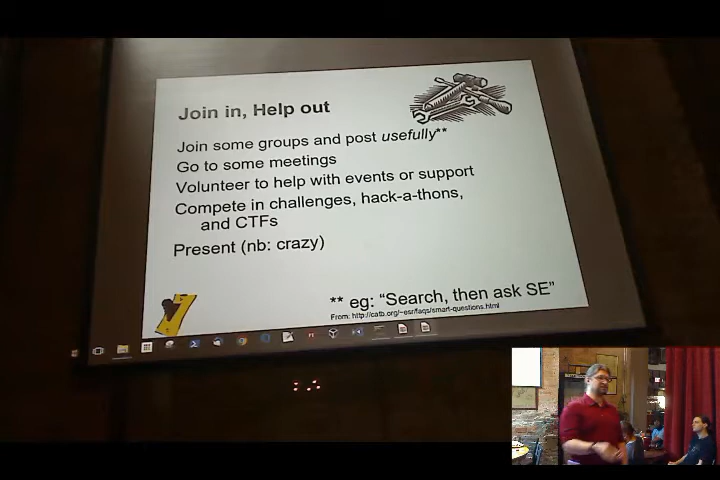 Join in, Help out
Join some groups and post usefully**
Go to some meetings
Volunteer to help with events or support
Compete in challenges, hack-a-thons,
and CTFs
Present (nb: crazy)
** eg: “Search, then ask SE”
From: http://catb.org/~esr/faqs/smart-questions.html